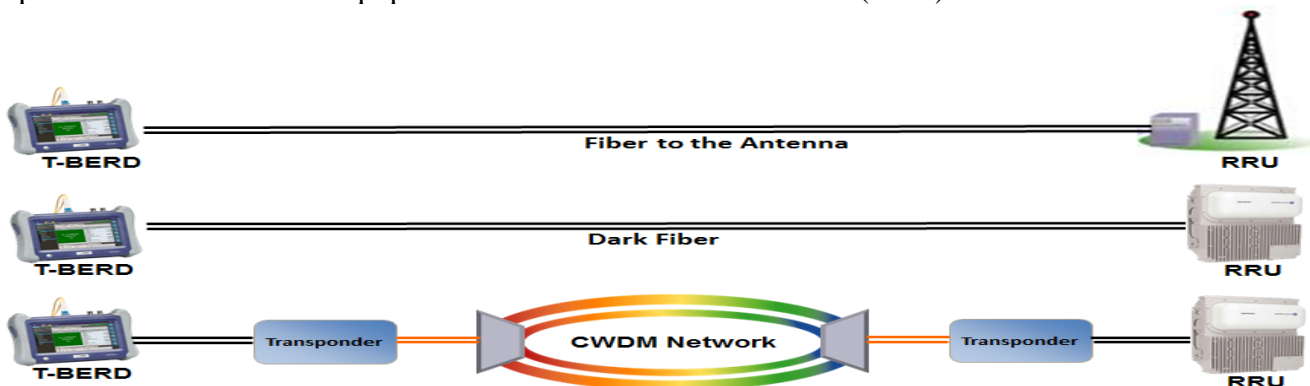 Fiber to the Antenna
T-BERD
RRU
Dark Fiber
T-BERD
RRU
Transponder
CWDM Network
Transponder
T-BERD
RRU